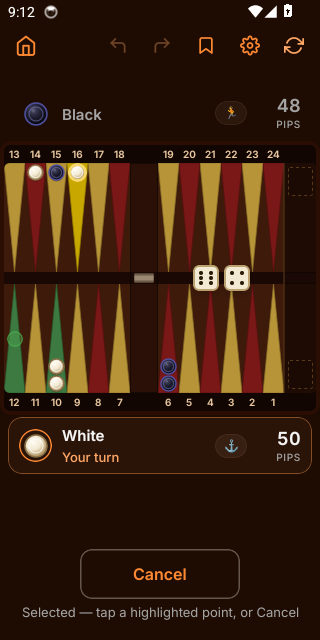 9:12
Black
48
PIPS
13 14 15 16 17 18 19 20 21 22 23 24
12 11 10 9 8 7 6 5 4 3 2 1
White
Your turn
50
PIPS
Cancel
Selected — tap a highlighted point, or Cancel